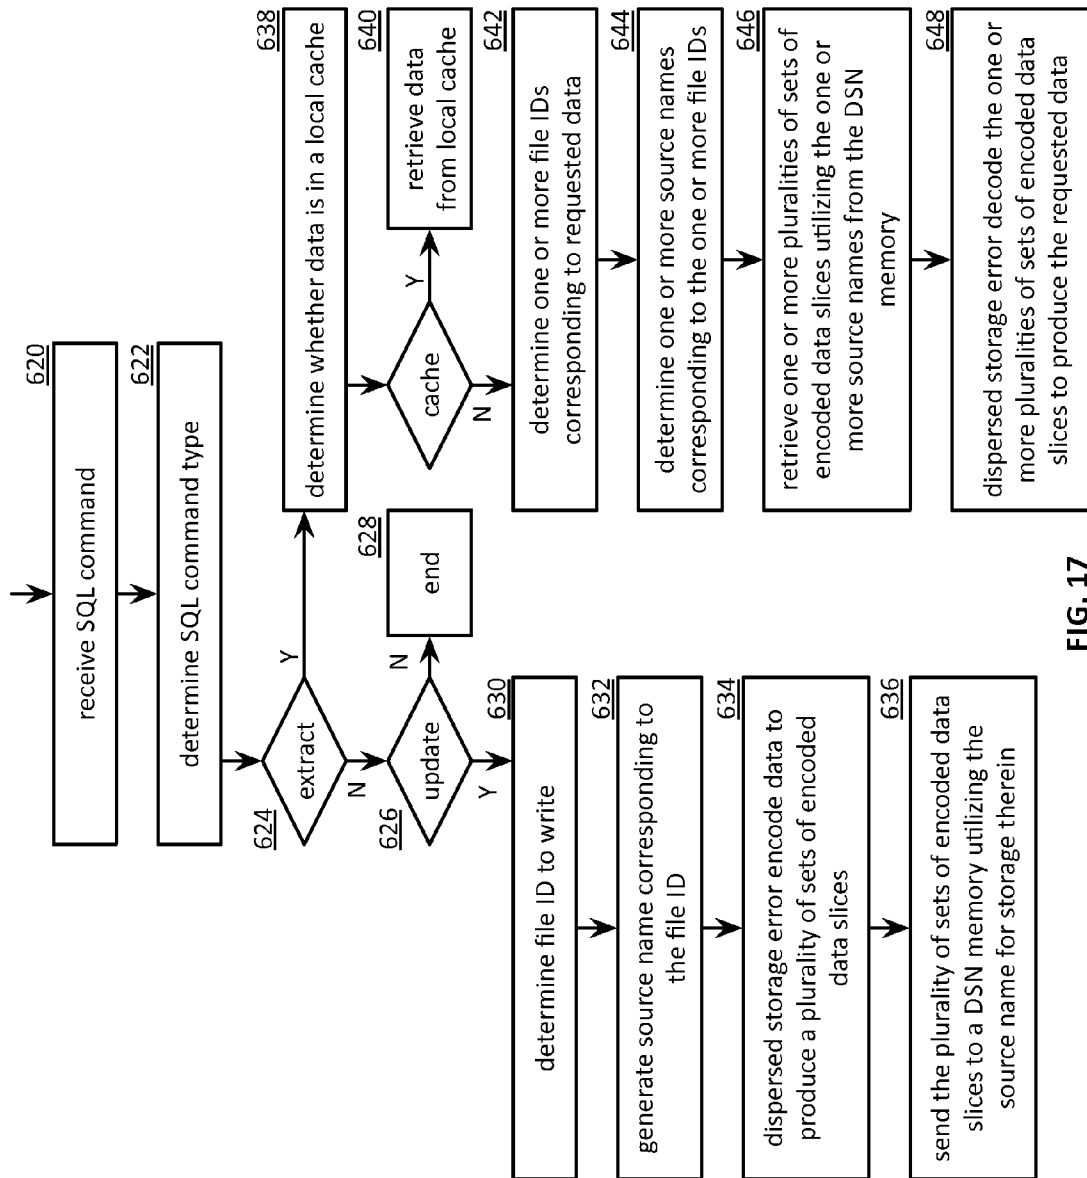 620
receive SQL command
622
determine SQL command type
624
extract
Y
N
626
update
N
Y
628
end
630
determine file ID to write
632
generate source name corresponding to
the file ID
634
dispersed storage error encode data to
produce a plurality of sets of encoded
data slices
636
send the plurality of sets of encoded data
slices to a DSN memory utilizing the
source name for storage therein
638
determine whether data is in a local cache
cache
Y
N
640
retrieve data
from local cache
642
determine one or more file IDs
corresponding to requested data
644
determine one or more source names
corresponding to the one or more file IDs
646
retrieve one or more pluralities of sets of
encoded data slices utilizing the one or
more source names from the DSN
memory
648
dispersed storage error decode the one or
more pluralities of sets of encoded data
slices to produce the requested data
FIG. 17